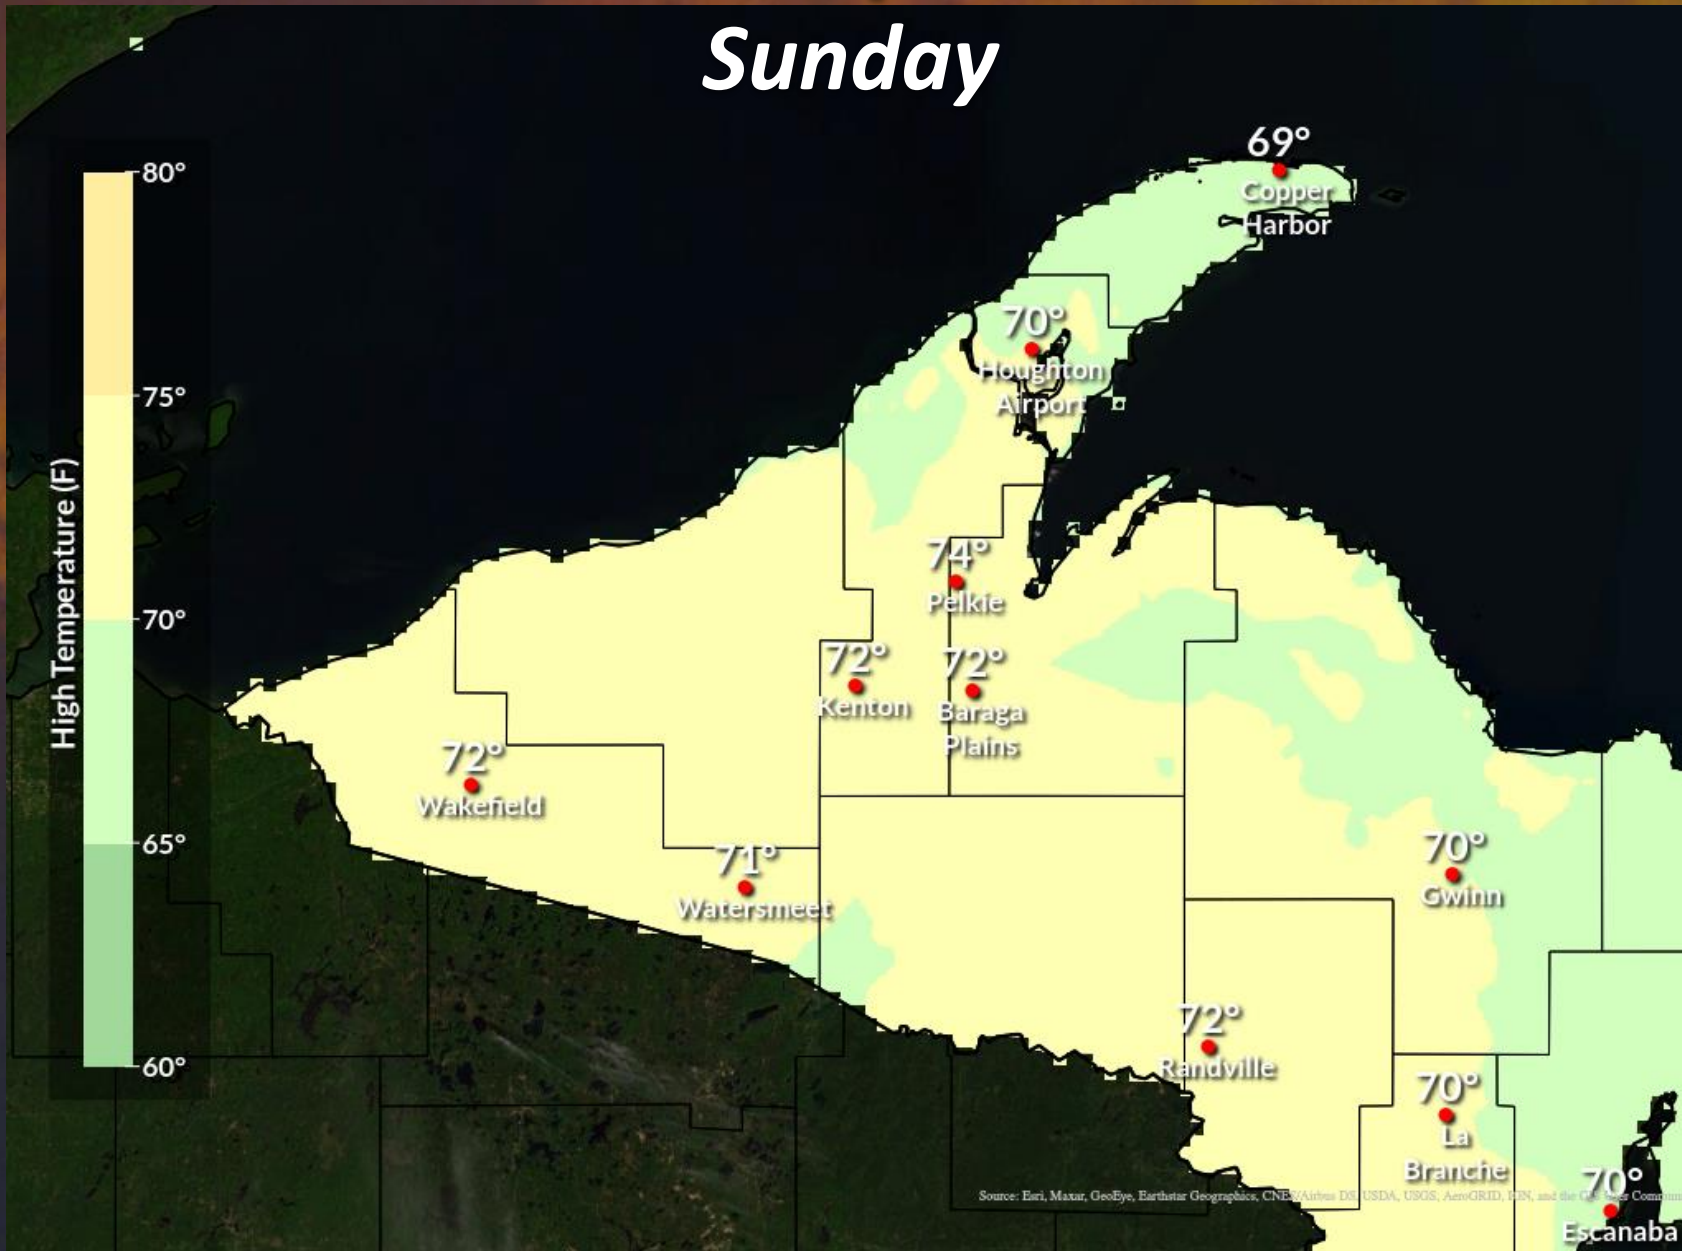 Sunday
High Temperature (F)
80°
75°
70°
65°
60°
69°
Copper
Harbor
70°
Houghton
Airport
74°
Pelkie
72°
Kenton
72°
Baraga
Plains
72°
Wakefield
71°
Watersmeet
70°
Gwinn
72°
Randville
70°
La
Branche
70°
Escanaba
Source: Esri, Maxar, GeoEye, Earthstar Geographics, CNES/Airbus DS, USDA, USGS, AeroGRID, IGN, and the GIS User